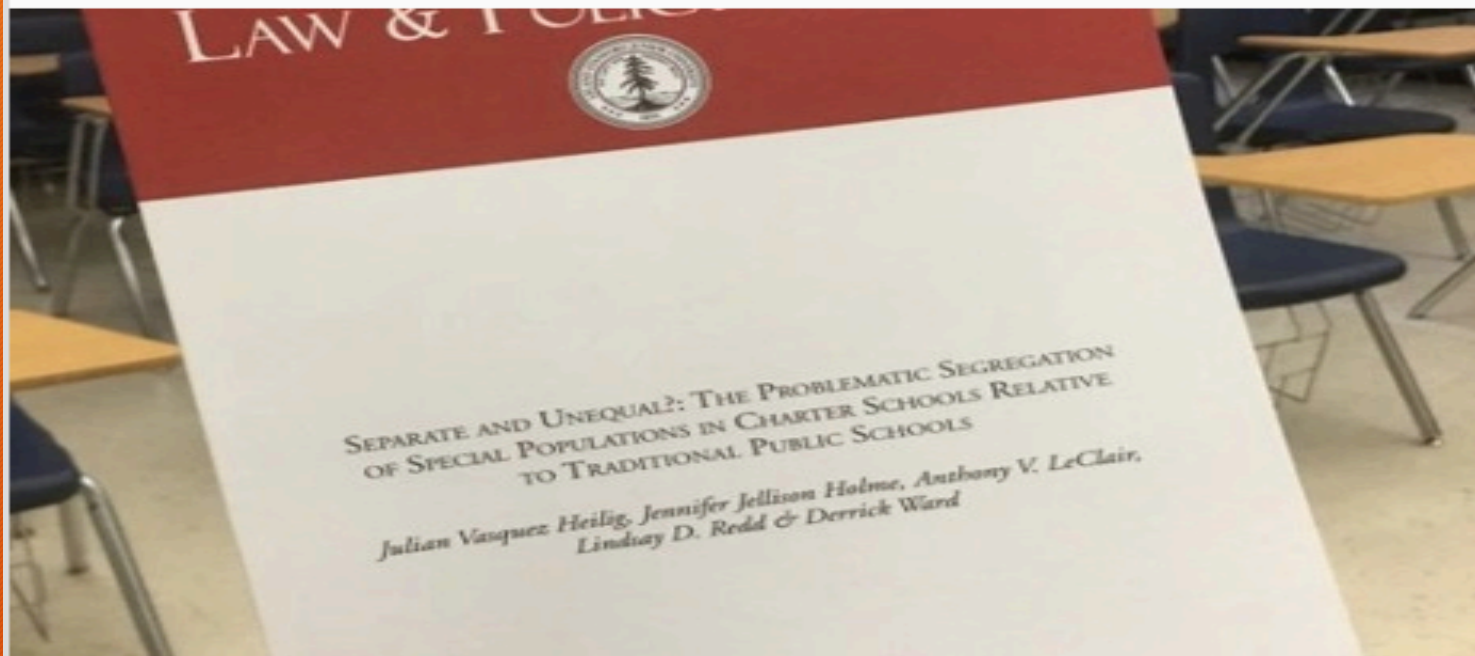 LAW &
SEPARATE AND UNEQUAL?: THE PROBLEMATIC SEGREGATION
OF SPECIAL POPULATIONS IN CHARTER SCHOOLS RELATIVE
TO TRADITIONAL PUBLIC SCHOOLS
Julian Vasquez Heilig, Jennifer Jellison Holme, Anthony V. LeClair,
Lindsay D. Redd & Derrick Ward